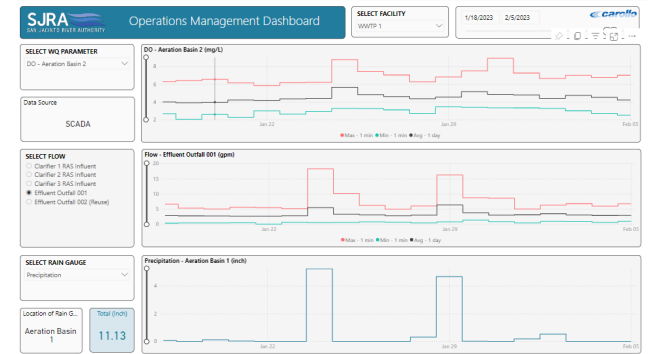 SJRA
SAN JACINTO RIVER AUTHORITY
Operations Management Dashboard
SELECT FACILITY
WWTP 1
1/18/2023 2/5/2023
carollo
SELECT WQ PARAMETER
DO - Aeration Basin 2
Data Source
SCADA
DO - Aeration Basin 2 (mg/L)
8
6
4
2
Jan 22 Jan 29 Feb 05
Max - 1 min Min - 1 min Avg - 1 day
SELECT FLOW
Clarifier 1 RAS Influent
Clarifier 2 RAS Influent
Clarifier 3 RAS Influent
Effluent Outfall 001
Effluent Outfall 002 (Reuse)
Flow - Effluent Outfall 001 (gpm)
20
15
10
5
0
Jan 22 Jan 29 Feb 05
Max - 1 min Min - 1 min Avg - 1 day
SELECT RAIN GAUGE
Precipitation
Location of Rain G...
Aeration Basin
1
Total (Inch)
11.13
Precipitation - Aeration Basin 1 (inch)
4
2
0
Jan 22 Jan 29 Feb 05